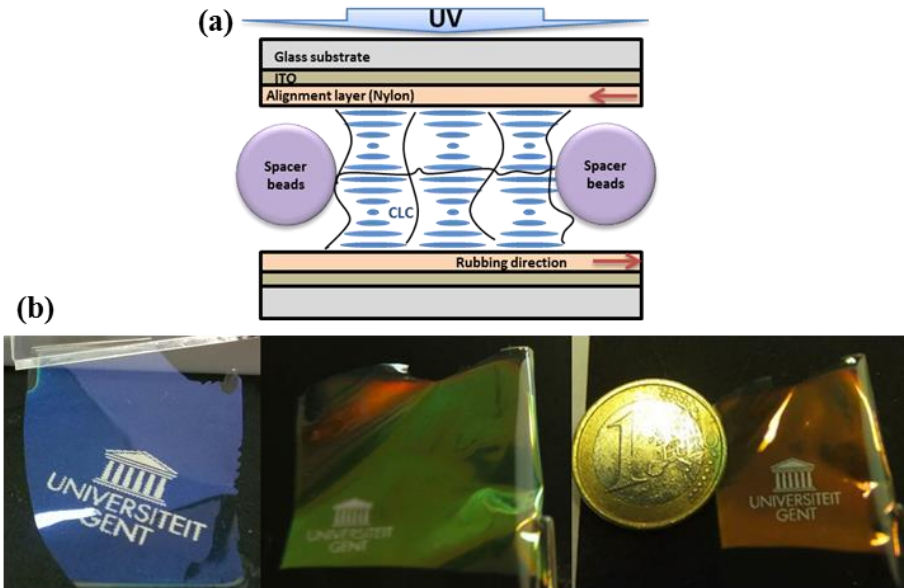 (a)
UV
Glass substrate
ITO
Alignment layer (Nylon)
Spacer
beads
Spacer
beads
CLC
Rubbing direction
(b)
UNIVERSITEIT
GENT
UNIVERSITEIT
GENT
1
UNIVERSITEIT
GENT